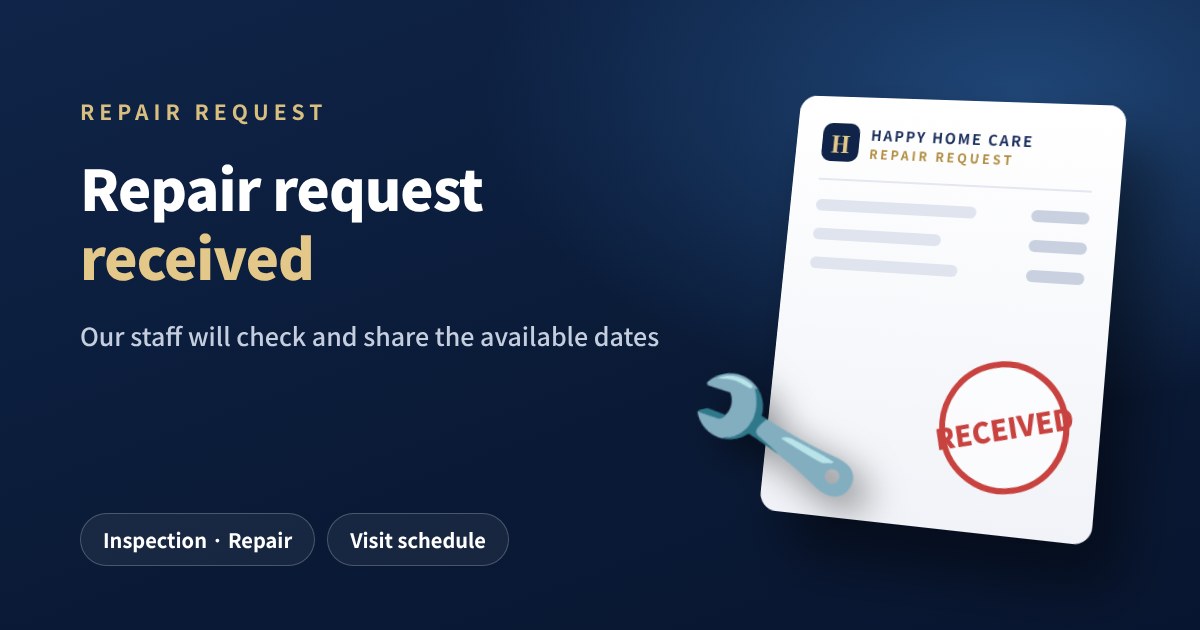 REPAIR REQUEST
Repair request
received
Our staff will check and share the available dates
Inspection · Repair
Visit schedule
H
HAPPY HOME CARE
REPAIR REQUEST
RECEIVED